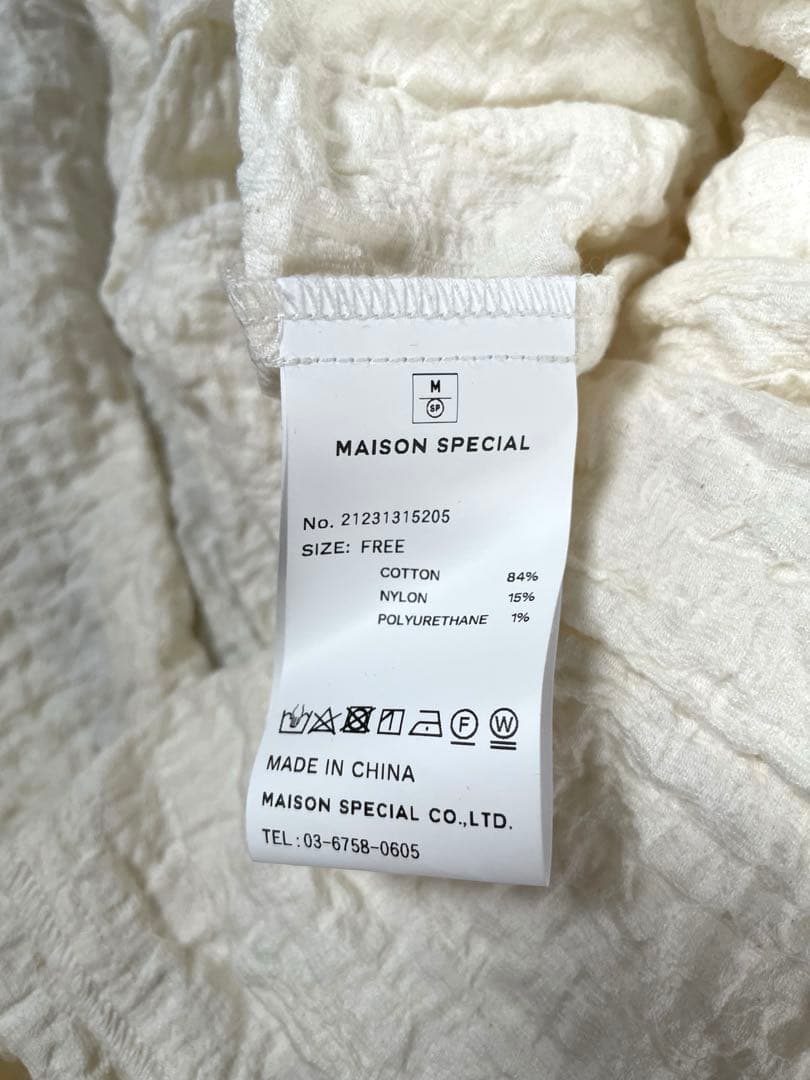 M
SP
MAISON SPECIAL
No. 21231315205
SIZE: FREE
COTTON 84%
NYLON 15%
POLYURETHANE 1%
F W
MADE IN CHINA
MAISON SPECIAL CO.,LTD.
TEL:03-6758-0605